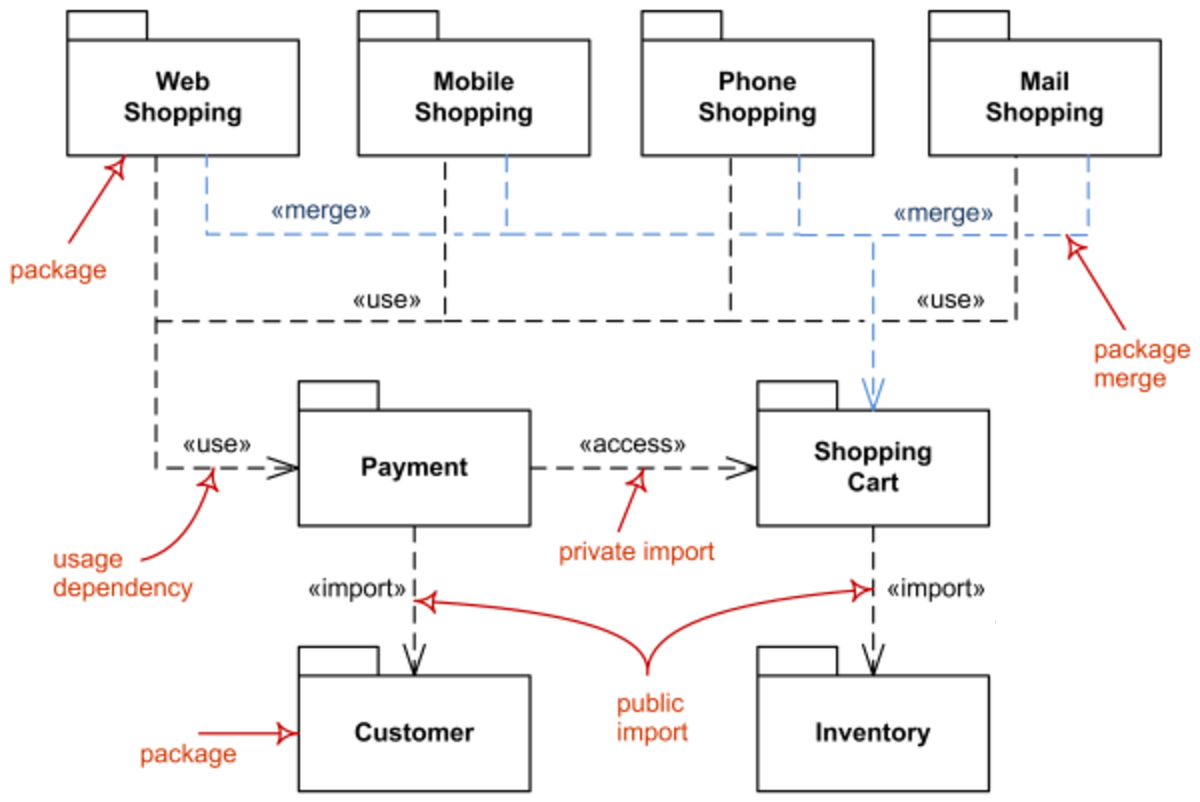 Web
Shopping
Mobile
Shopping
Phone
Shopping
Mail
Shopping
«merge»
«merge»
package
«use»
«use»
package
merge
«use»
Payment
«access»
Shopping
Cart
usage
dependency
private import
«import»
«import»
public
import
Customer
Inventory
package